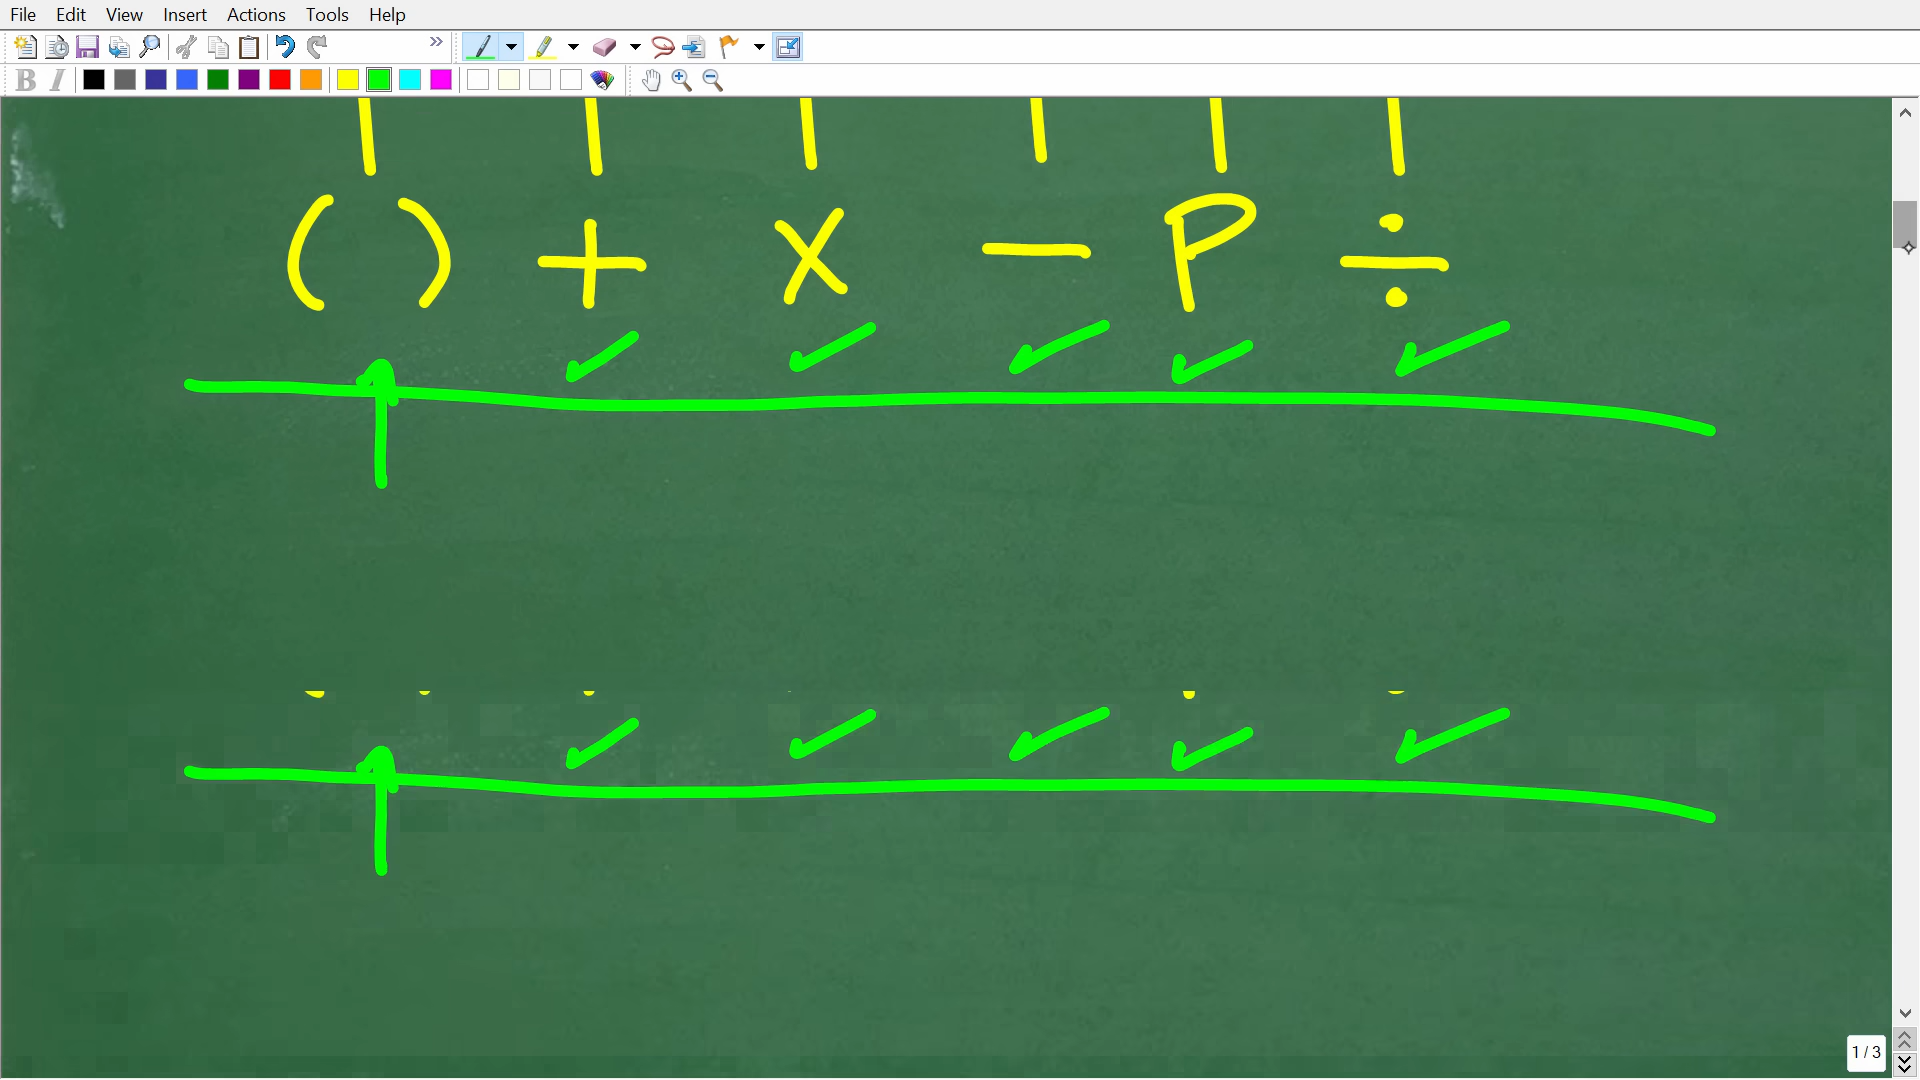 File Edit View Insert Actions Tools Help
B I
( ) + x - P ÷
1 / 3